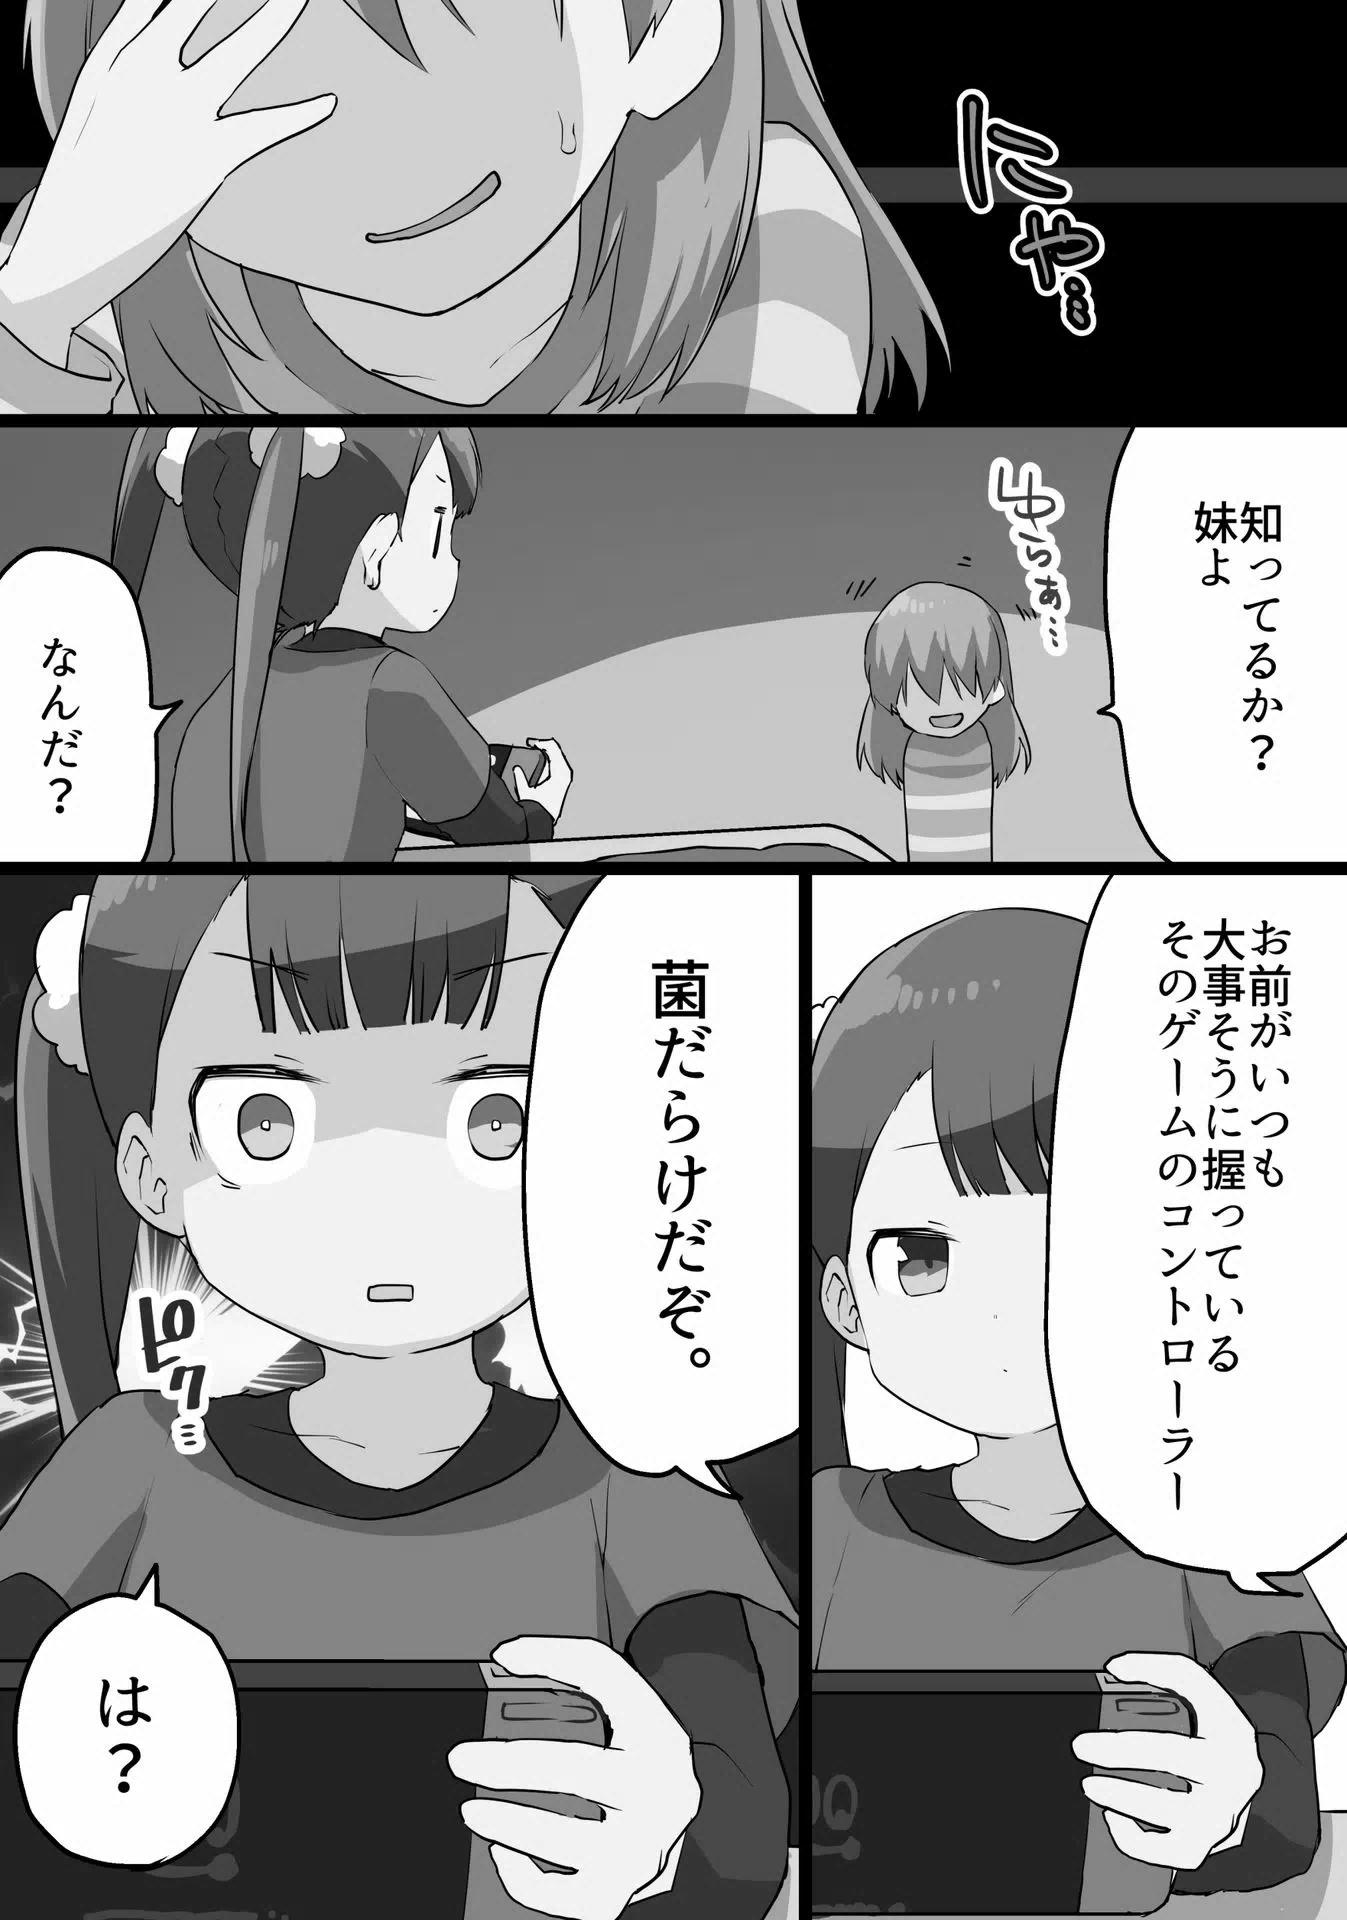 にゃ…
知ってるか？
妹よ
ゆらぁ…
なんだ？
お前がいつも
大事そうに握っている
そのゲームのコントローラー
菌だらけだぞ。
ピク…
は？